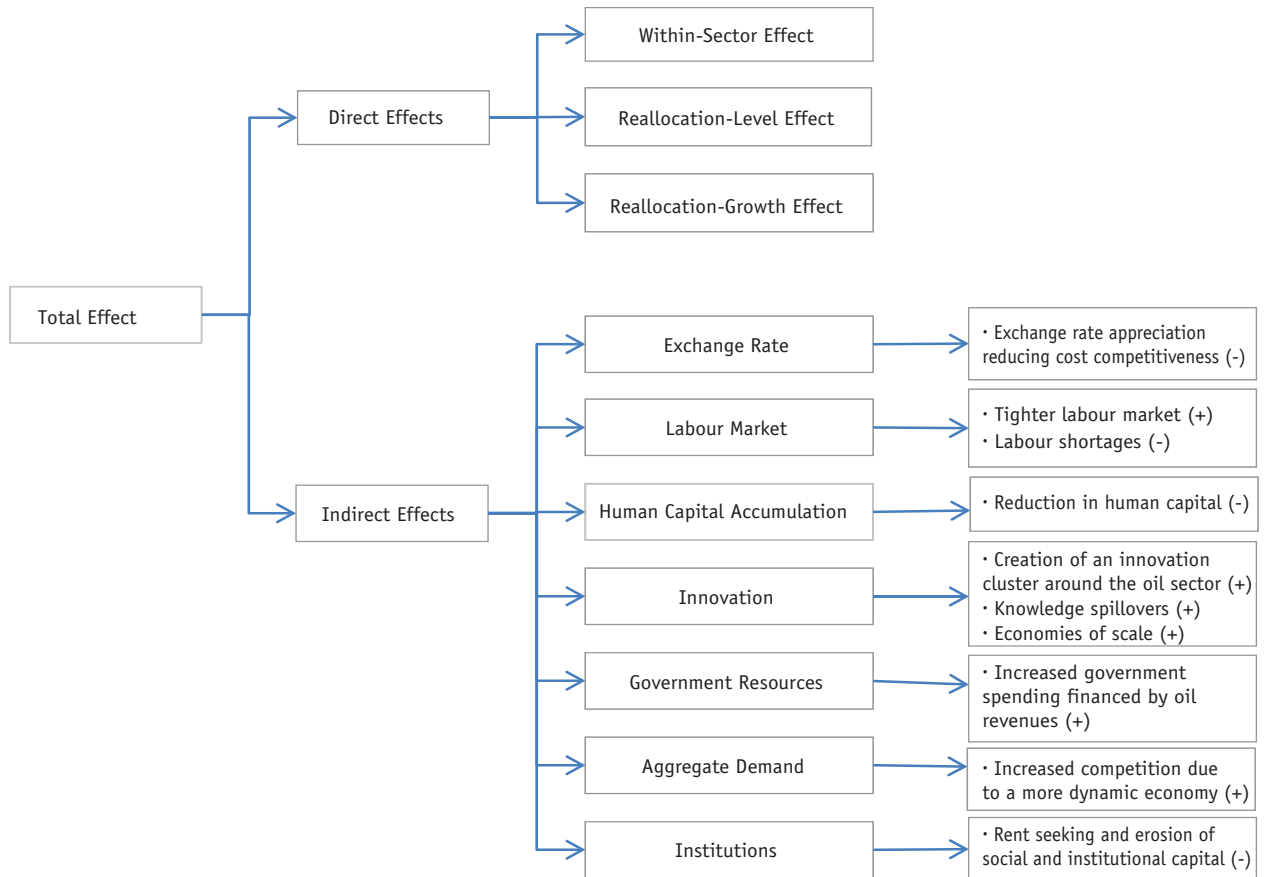 Total Effect
Direct Effects
Within-Sector Effect
Reallocation-Level Effect
Reallocation-Growth Effect
Indirect Effects
Exchange Rate
· Exchange rate appreciation
reducing cost competitiveness (-)
Labour Market
· Tighter labour market (+)
· Labour shortages (-)
Human Capital Accumulation
· Reduction in human capital (-)
Innovation
· Creation of an innovation
cluster around the oil sector (+)
· Knowledge spillovers (+)
· Economies of scale (+)
Government Resources
· Increased government
spending financed by oil
revenues (+)
Aggregate Demand
· Increased competition due
to a more dynamic economy (+)
Institutions
· Rent seeking and erosion of
social and institutional capital (-)